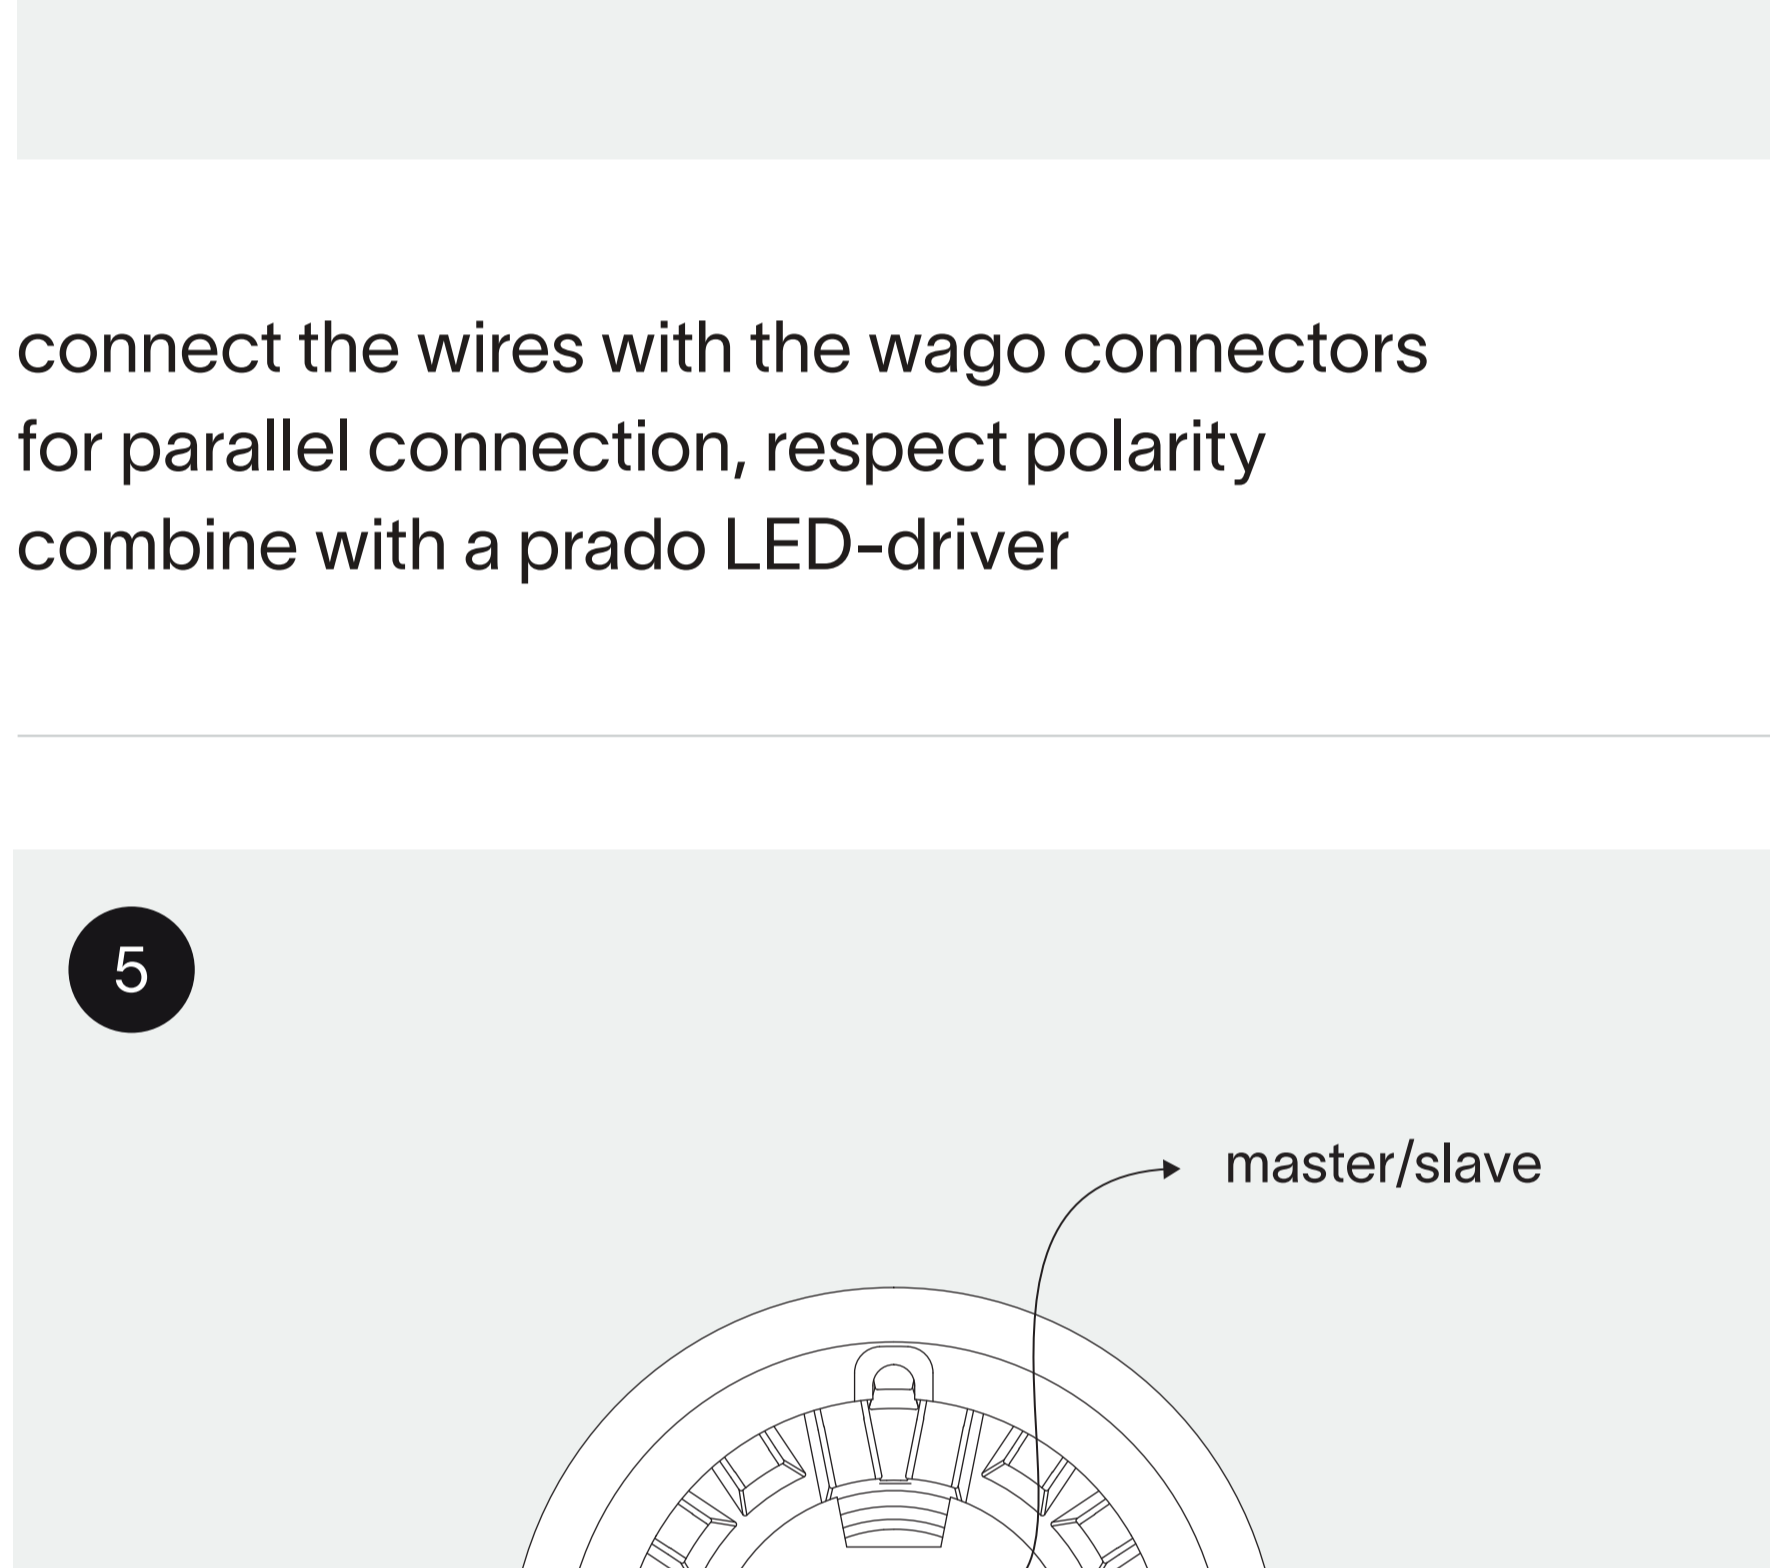 connect the wires with the wago connectors
for parallel connection, respect polarity
combine with a prado LED-driver
5
master/slave